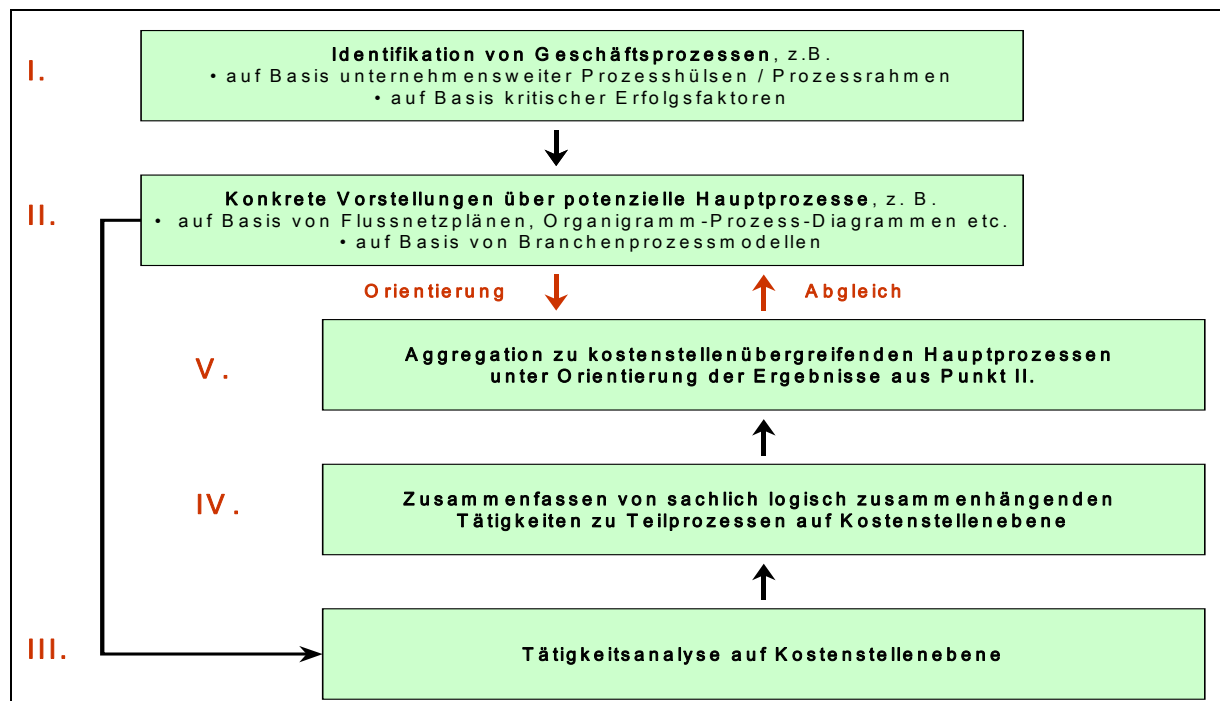 I.
Identifikation von Geschäftsprozessen, z.B.
• auf Basis unternehmensweiter Prozesshülsen / Prozessrahmen
• auf Basis kritischer Erfolgsfaktoren
II.
Konkrete Vorstellungen über potenzielle Hauptprozesse, z. B.
• auf Basis von Flussnetzplänen, Organigramm-Prozess-Diagrammen etc.
• auf Basis von Branchenprozessmodellen
Orientierung
Abgleich
V.
Aggregation zu kostenstellenübergreifenden Hauptprozessen
unter Orientierung der Ergebnisse aus Punkt II.
IV.
Zusammenfassen von sachlich logisch zusammenhängenden
Tätigkeiten zu Teilprozessen auf Kostenstellenebene
III.
Tätigkeitsanalyse auf Kostenstellenebene